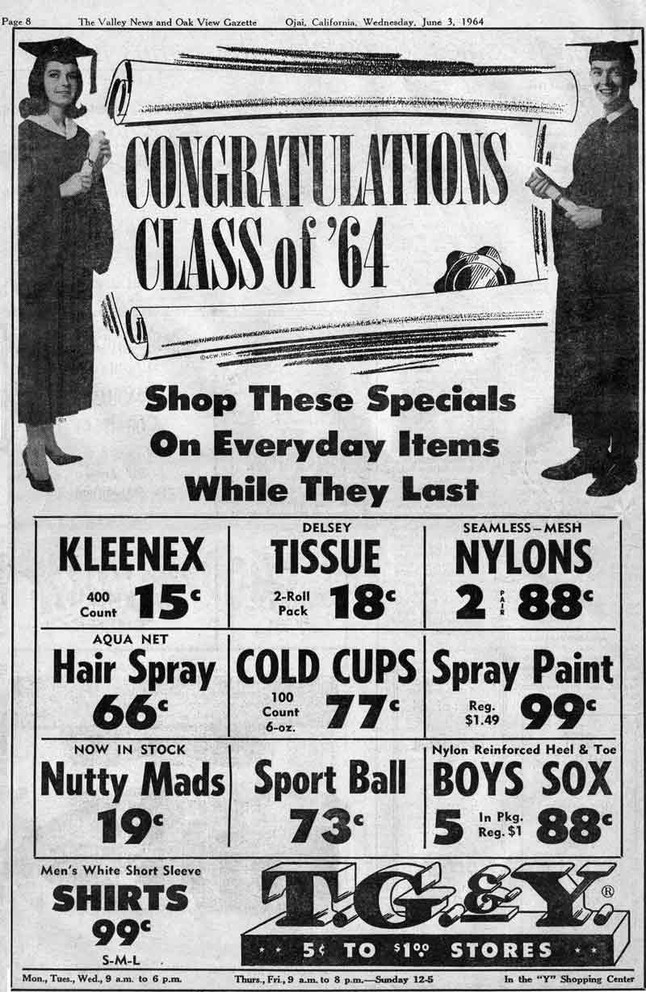 Page 8 The Valley News and Oak View Gazette Ojai, California, Wednesday, June 3, 1964
CONGRATULATIONS
CLASS of '64
©SCW, INC.
Shop These Specials
On Everyday Items
While They Last
KLEENEX
400
Count
15¢
DELSEY
TISSUE
2-Roll
Pack
18¢
SEAMLESS-MESH
NYLONS
2 PAIR 88¢
AQUA NET
Hair Spray
66¢
COLD CUPS
100
Count
6-oz.
77¢
Spray Paint
Reg.
$1.49
99¢
NOW IN STOCK
Nutty Mads
19¢
Sport Ball
73¢
Nylon Reinforced Heel & Toe
BOYS SOX
5 In Pkg.
Reg. $1
88¢
Men's White Short Sleeve
SHIRTS
99¢
S-M-L
T.G.&Y.®
5¢ TO $1.00 STORES
Mon., Tues., Wed., 9 a.m. to 6 p.m. Thurs., Fri., 9 a.m. to 8 p.m.—Sunday 12-5 In the "Y" Shopping Center